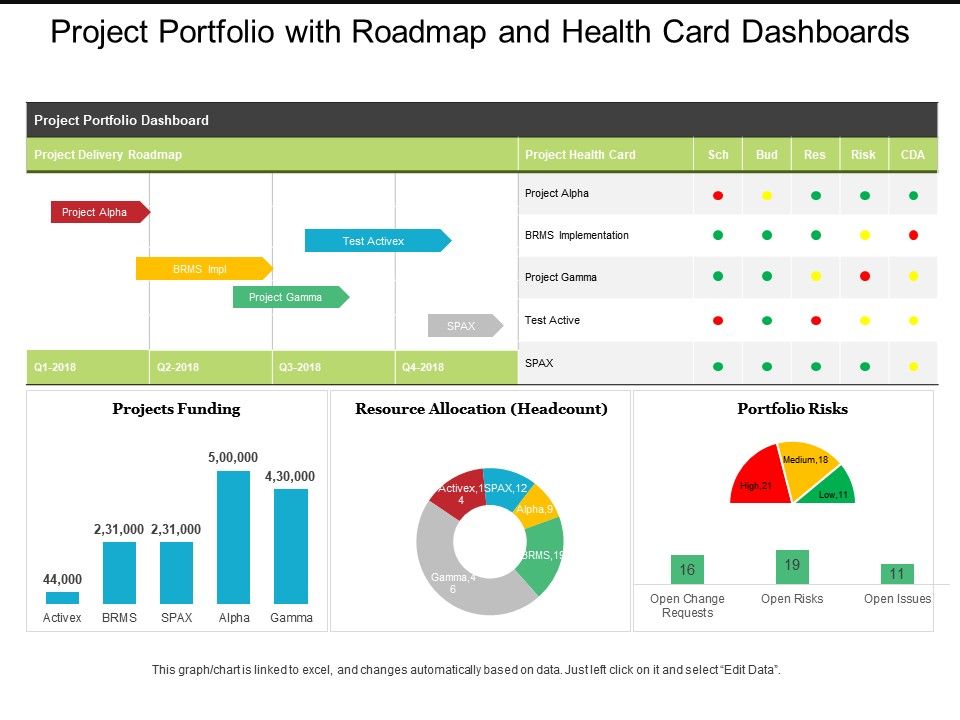 Project Portfolio with Roadmap and Health Card Dashboards
Project Portfolio Dashboard
Project Delivery Roadmap
Project Health Card Sch Bud Res Risk CDA
Project Alpha
Test Activex
BRMS Impl
Project Gamma
SPAX
Q1-2018 Q2-2018 Q3-2018 Q4-2018
Project Alpha
BRMS Implementation
Project Gamma
Test Active
SPAX
Projects Funding
44,000
2,31,000
2,31,000
5,00,000
4,30,000
Activex BRMS SPAX Alpha Gamma
Resource Allocation (Headcount)
Activex,1
4
SPAX,12
Alpha,9
BRMS,19
Gamma,4
6
Portfolio Risks
High,21
Medium,18
Low,11
16
19
11
Open Change
Requests
Open Risks
Open Issues
This graph/chart is linked to excel, and changes automatically based on data. Just left click on it and select “Edit Data”.